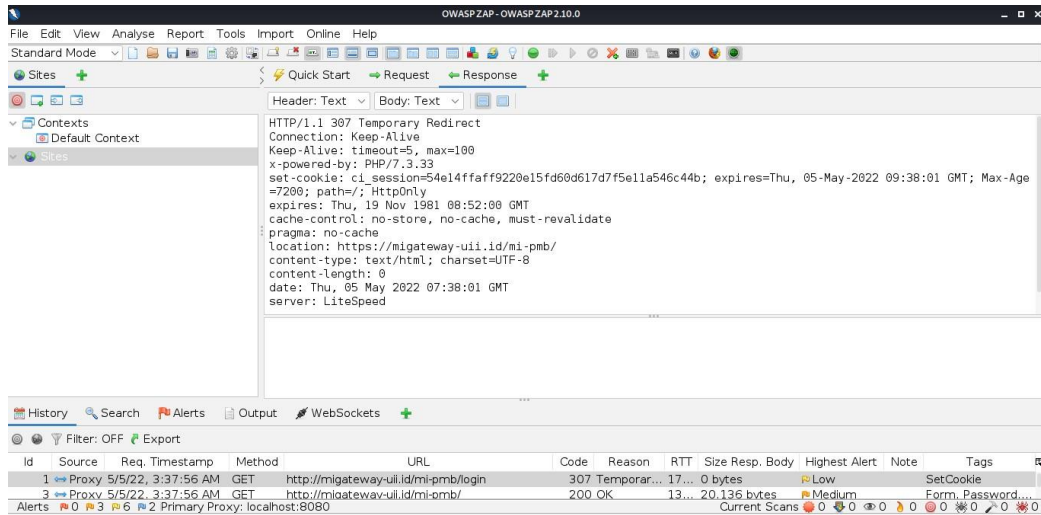 OWASP ZAP - OWASP ZAP 2.10.0
File Edit View Analyse Report Tools Import Online Help
Standard Mode
Sites
Quick Start Request Response
Header: Text Body: Text
Contexts
Default Context
Sites
HTTP/1.1 307 Temporary Redirect
Connection: Keep-Alive
Keep-Alive: timeout=5, max=100
x-powered-by: PHP/7.3.33
set-cookie: ci_session=54e14ffaff9220e15fd60d617d7f5e11a546c44b; expires=Thu, 05-May-2022 09:38:01 GMT; Max-Age
=7200; path=/; HttpOnly
expires: Thu, 19 Nov 1981 08:52:00 GMT
cache-control: no-store, no-cache, must-revalidate
pragma: no-cache
location: https://migateway-uii.id/mi-pmb/
content-type: text/html; charset=UTF-8
content-length: 0
date: Thu, 05 May 2022 07:38:01 GMT
server: LiteSpeed
History Search Alerts Output WebSockets
Filter: OFF Export
Id Source Req. Timestamp Method URL Code Reason RTT Size Resp. Body Highest Alert Note Tags
1 Proxy 5/5/22, 3:37:56 AM GET http://migateway-uii.id/mi-pmb/login 307 Temporar... 17... 0 bytes Low SetCookie
3 Proxy 5/5/22, 3:37:56 AM GET http://migateway-uii.id/mi-pmb/ 200 OK 13... 20.136 bytes Medium Form, Password,...
Alerts 0 3 6 2 Primary Proxy: localhost:8080 Current Scans 0 0 0 0 0 0 0 0